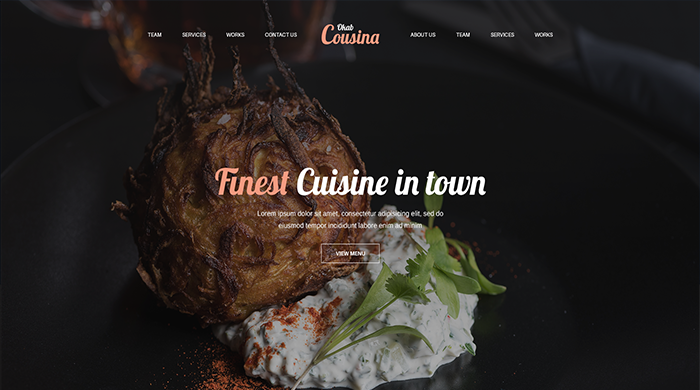 TEAM SERVICES WORKS CONTACT US
Okab
Cousina
ABOUT US TEAM SERVICES WORKS
Finest Cuisine in town
Lorem ipsum dolor sit amet, consectetur adipisicing elit, sed do
eiusmod tempor incididunt labore enim ad minim
VIEW MENU